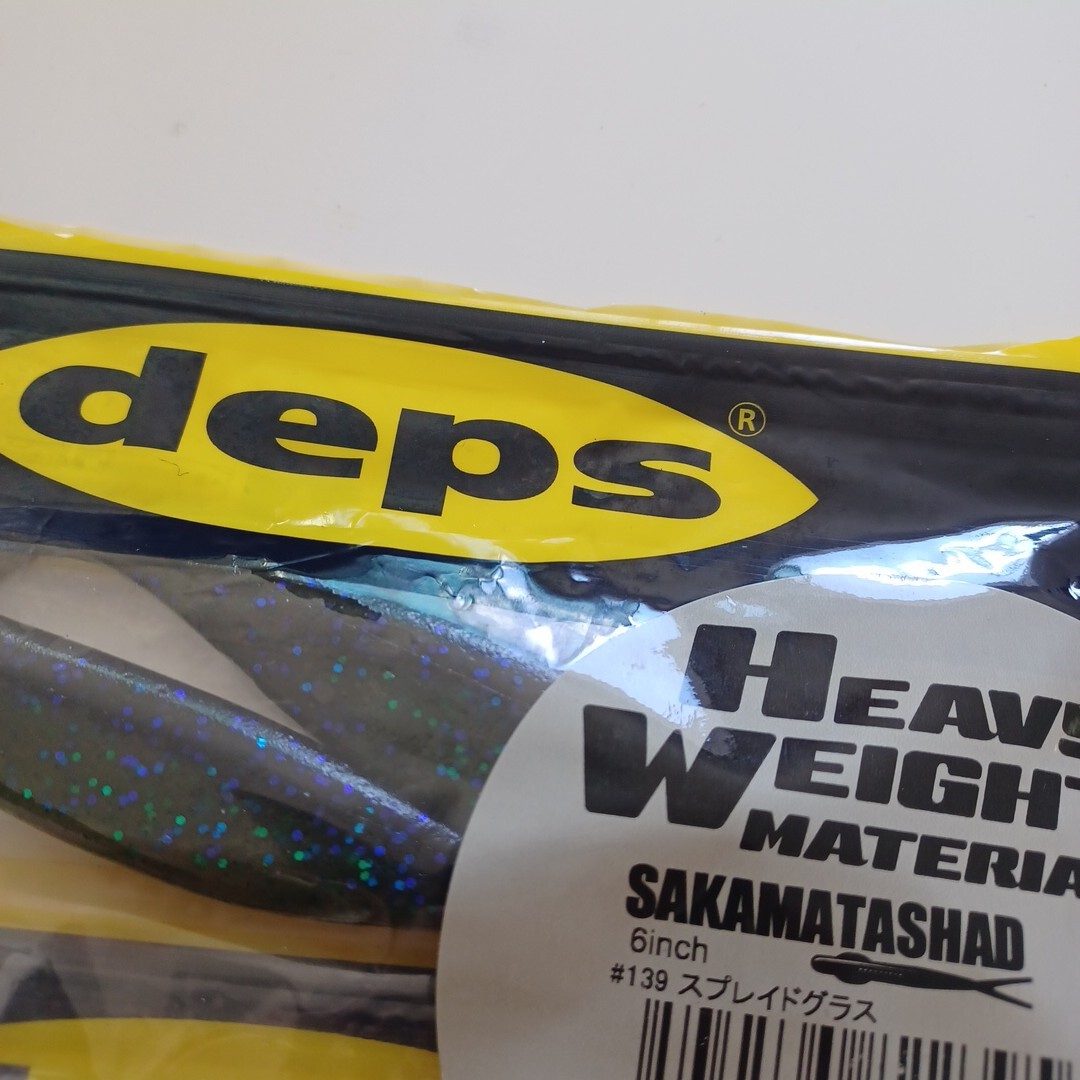 deps®
HEAVY
WEIGHT
MATERIAL
SAKAMATASHAD
6inch
#139 スプレイドグラス